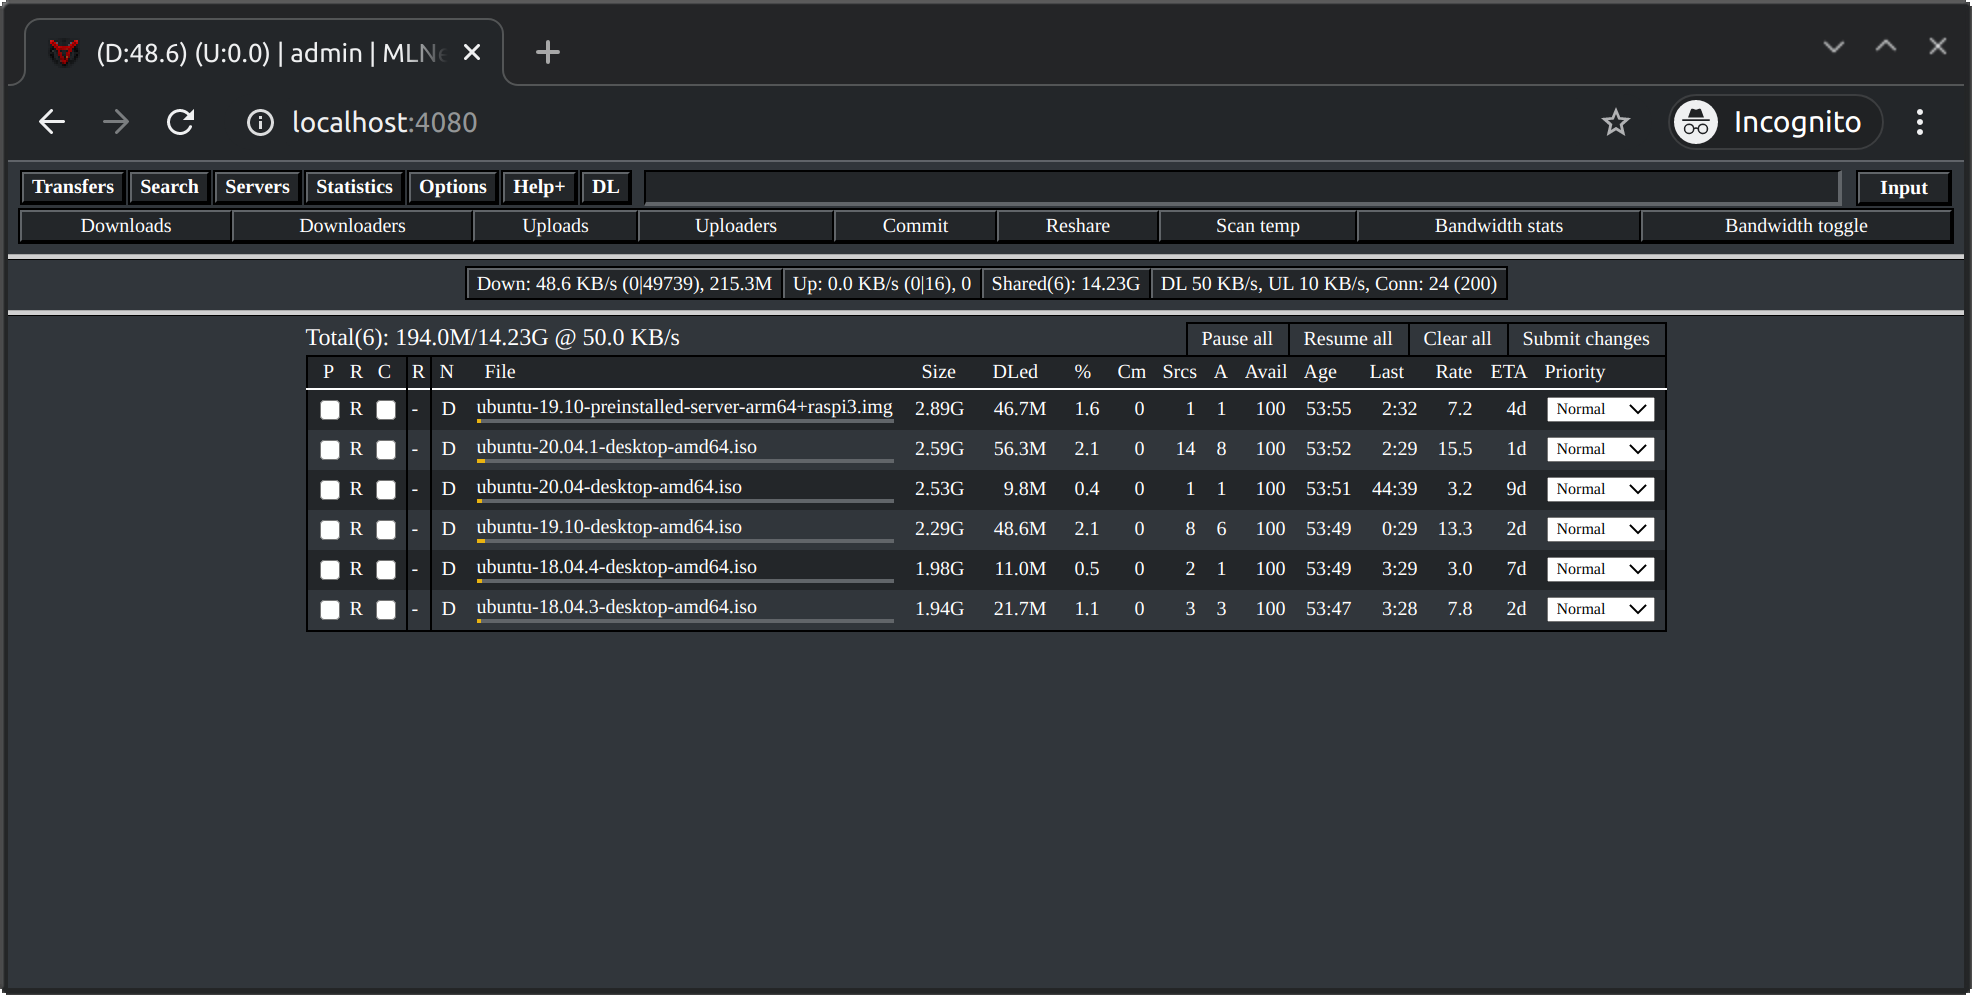 (D:48.6) (U:0.0) | admin | MLNe
localhost:4080 Incognito
Transfers Search Servers Statistics Options Help+ DL Input
Downloads Downloaders Uploads Uploaders Commit Reshare Scan temp Bandwidth stats Bandwidth toggle
Down: 48.6 KB/s (0|49739), 215.3M Up: 0.0 KB/s (0|16), 0 Shared(6): 14.23G DL 50 KB/s, UL 10 KB/s, Conn: 24 (200)
Total(6): 194.0M/14.23G @ 50.0 KB/s Pause all Resume all Clear all Submit changes
P R C R N File Size DLed % Cm Srcs A Avail Age Last Rate ETA Priority
R - D ubuntu-19.10-preinstalled-server-arm64+raspi3.img 2.89G 46.7M 1.6 0 1 1 100 53:55 2:32 7.2 4d Normal
R - D ubuntu-20.04.1-desktop-amd64.iso 2.59G 56.3M 2.1 0 14 8 100 53:52 2:29 15.5 1d Normal
R - D ubuntu-20.04-desktop-amd64.iso 2.53G 9.8M 0.4 0 1 1 100 53:51 44:39 3.2 9d Normal
R - D ubuntu-19.10-desktop-amd64.iso 2.29G 48.6M 2.1 0 8 6 100 53:49 0:29 13.3 2d Normal
R - D ubuntu-18.04.4-desktop-amd64.iso 1.98G 11.0M 0.5 0 2 1 100 53:49 3:29 3.0 7d Normal
R - D ubuntu-18.04.3-desktop-amd64.iso 1.94G 21.7M 1.1 0 3 3 100 53:47 3:28 7.8 2d Normal